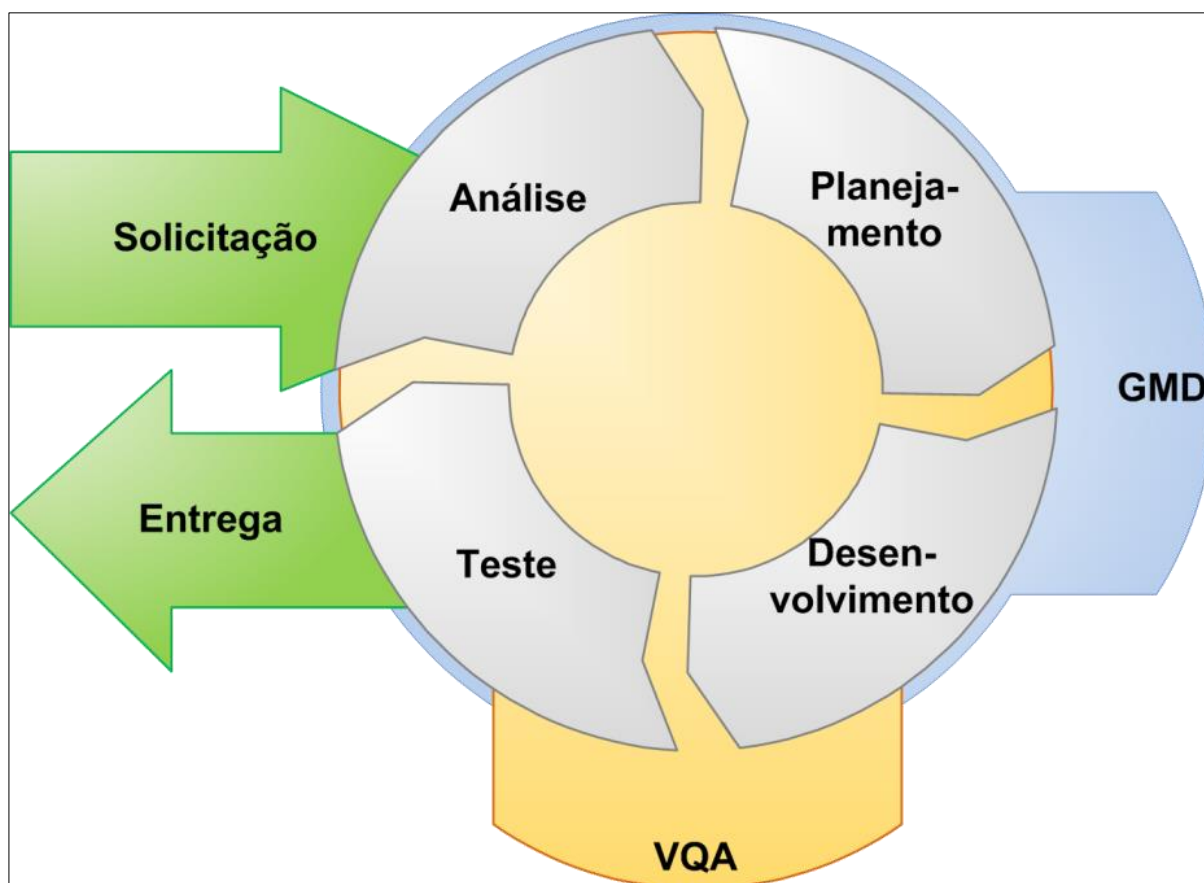 Análise
Planeja-
mento
Solicitação
GMD
Entrega
Teste
Desen-
volvimento
VQA